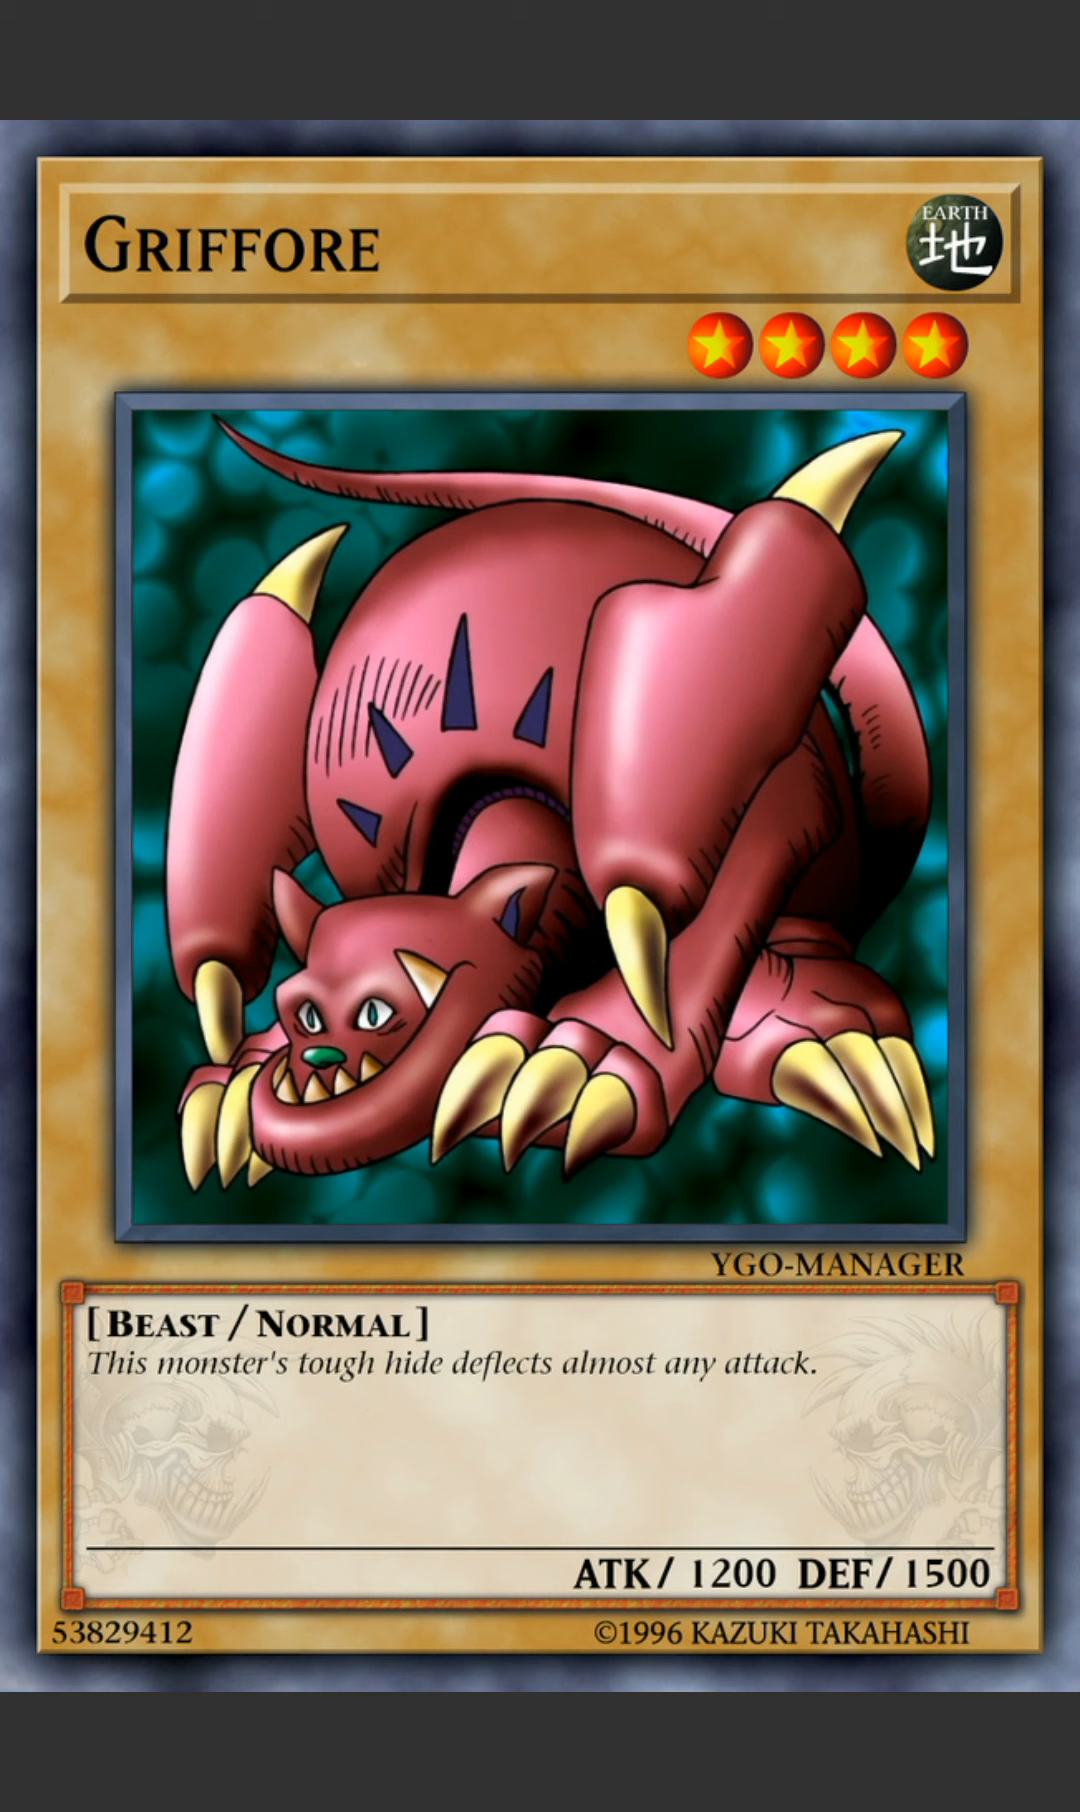 GRIFFORE
EARTH
地
YGO-MANAGER
[ BEAST / NORMAL ]
This monster's tough hide deflects almost any attack.
ATK / 1200 DEF / 1500
53829412 ©1996 KAZUKI TAKAHASHI